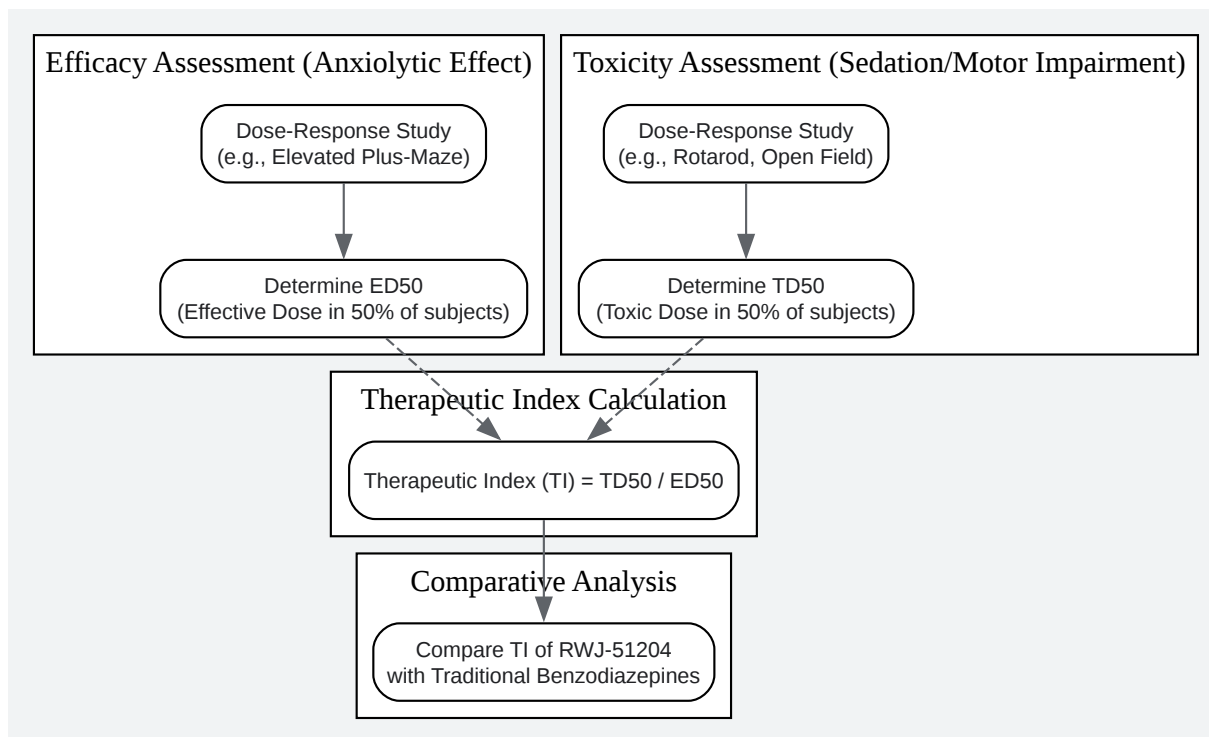 Efficacy Assessment (Anxiolytic Effect)
Dose-Response Study
(e.g., Elevated Plus-Maze)
Determine ED50
(Effective Dose in 50% of subjects)
Toxicity Assessment (Sedation/Motor Impairment)
Dose-Response Study
(e.g., Rotarod, Open Field)
Determine TD50
(Toxic Dose in 50% of subjects)
Therapeutic Index Calculation
Therapeutic Index (TI) = TD50 / ED50
Comparative Analysis
Compare TI of RWJ-51204
with Traditional Benzodiazepines